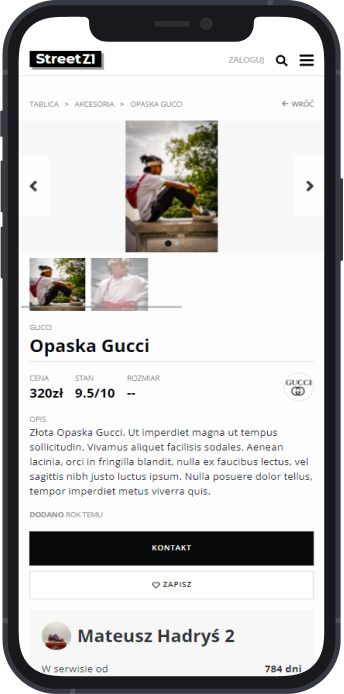 StreetZ1
ZALOGUJ
TABLICA > AKCESORIA > OPASKA GUCCI
WRÓĆ
GUCCI
Opaska Gucci
CENA STAN ROZMIAR
320zł 9.5/10 --
GUCCI
OPIS
Złota Opaska Gucci. Ut imperdiet magna ut tempus
sollicitudin. Vivamus aliquet facilisis sodales. Aenean
lacinia, orci in fringilla blandit, nulla ex faucibus lectus, vel
sagittis nibh justo luctus ipsum. Nulla posuere dolor tellus,
tempor imperdiet metus viverra quis.
DODANO ROK TEMU
KONTAKT
ZAPISZ
Mateusz Hadryś 2
W serwisie od 784 dni